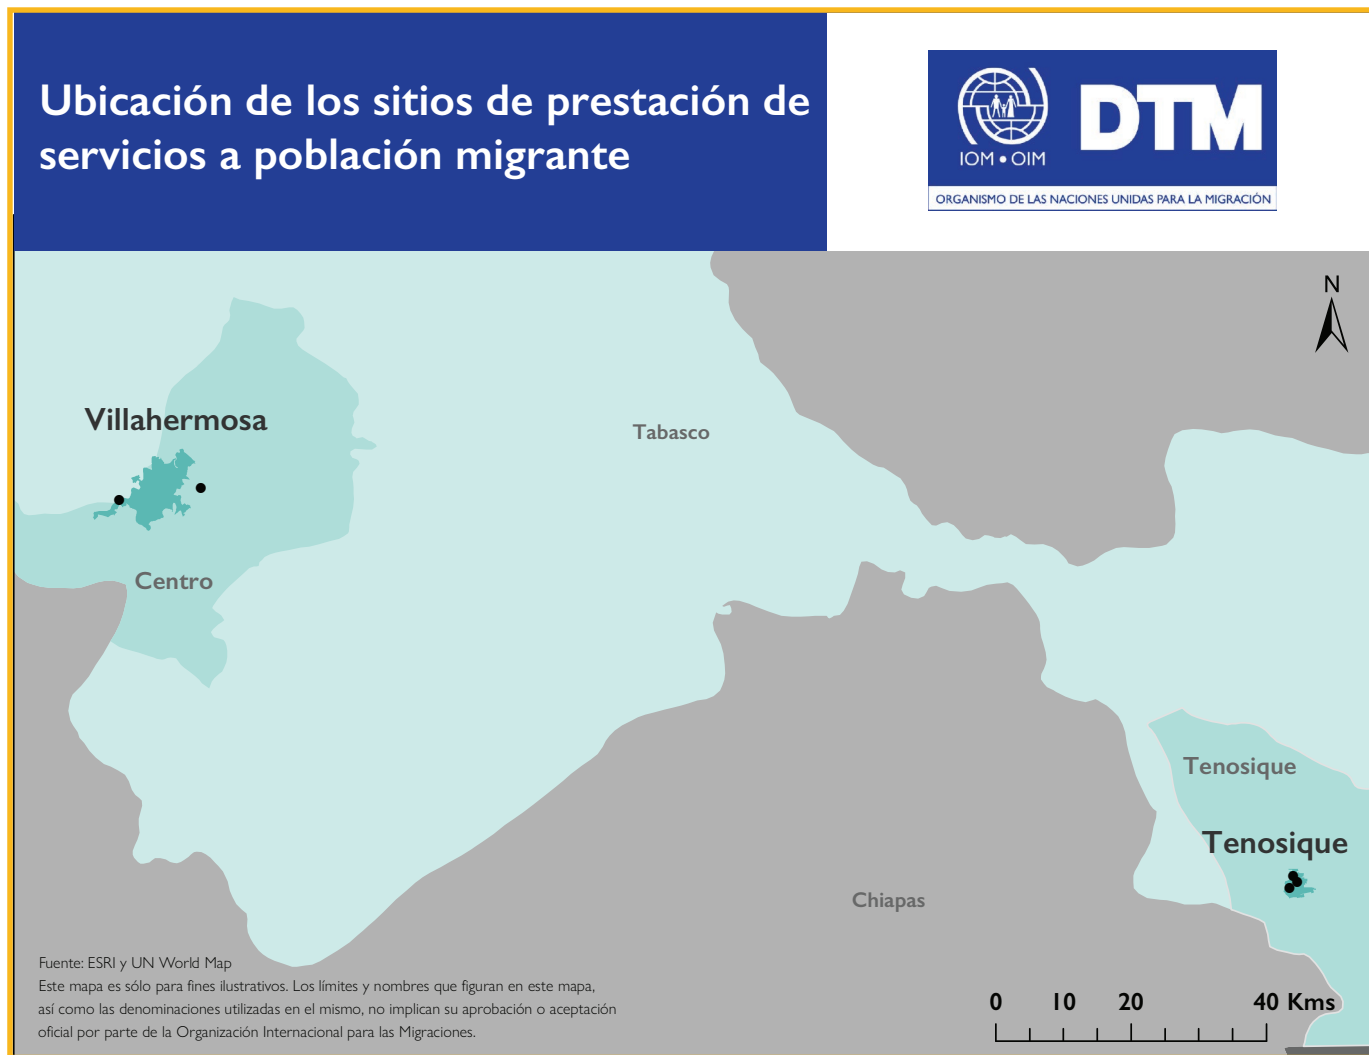 Ubicación de los sitios de prestación de
servicios a población migrante
IOM • OIM
DTM
ORGANISMO DE LAS NACIONES UNIDAS PARA LA MIGRACIÓN
N
Villahermosa
Tabasco
Centro
Tenosique
Tenosique
Chiapas
Fuente: ESRI y UN World Map
Este mapa es sólo para fines ilustrativos. Los límites y nombres que figuran en este mapa,
así como las denominaciones utilizadas en el mismo, no implican su aprobación o aceptación
oficial por parte de la Organización Internacional para las Migraciones.
0 10 20 40 Kms